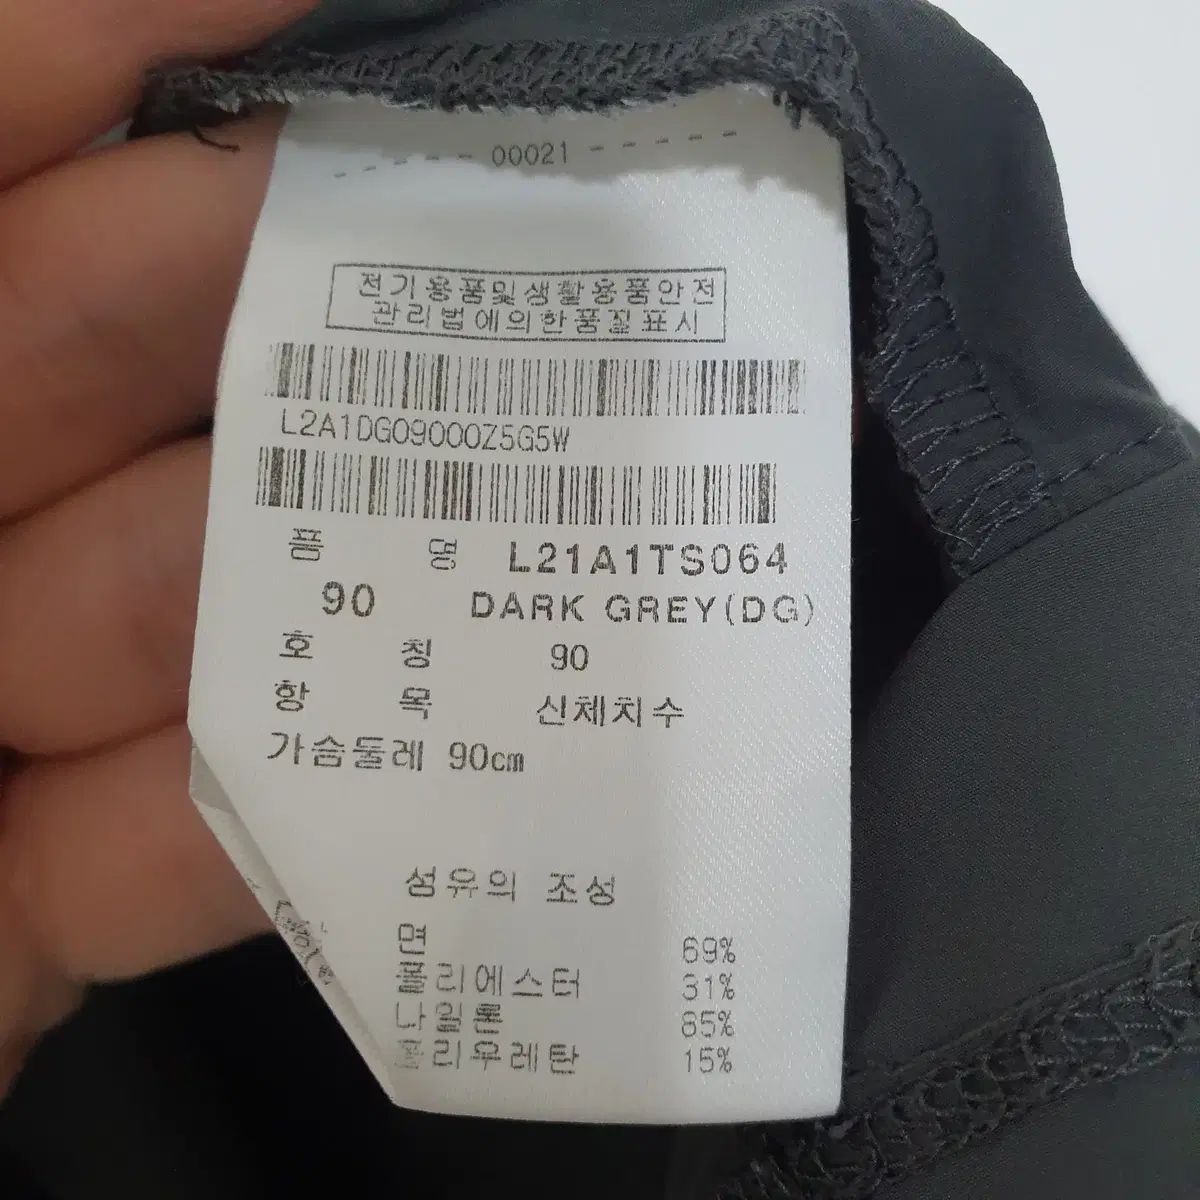 00021
전기용품및생활용품안전
관리법에의한품질표시
L2A1DG09000Z5G5W
품 명 L21A1TS064
90 DARK GREY(DG)
호 칭 90
항 목 신체치수
가슴둘레 90cm
섬유의 조성
면 69%
폴리에스터 31%
나일론 85%
폴리우레탄 15%